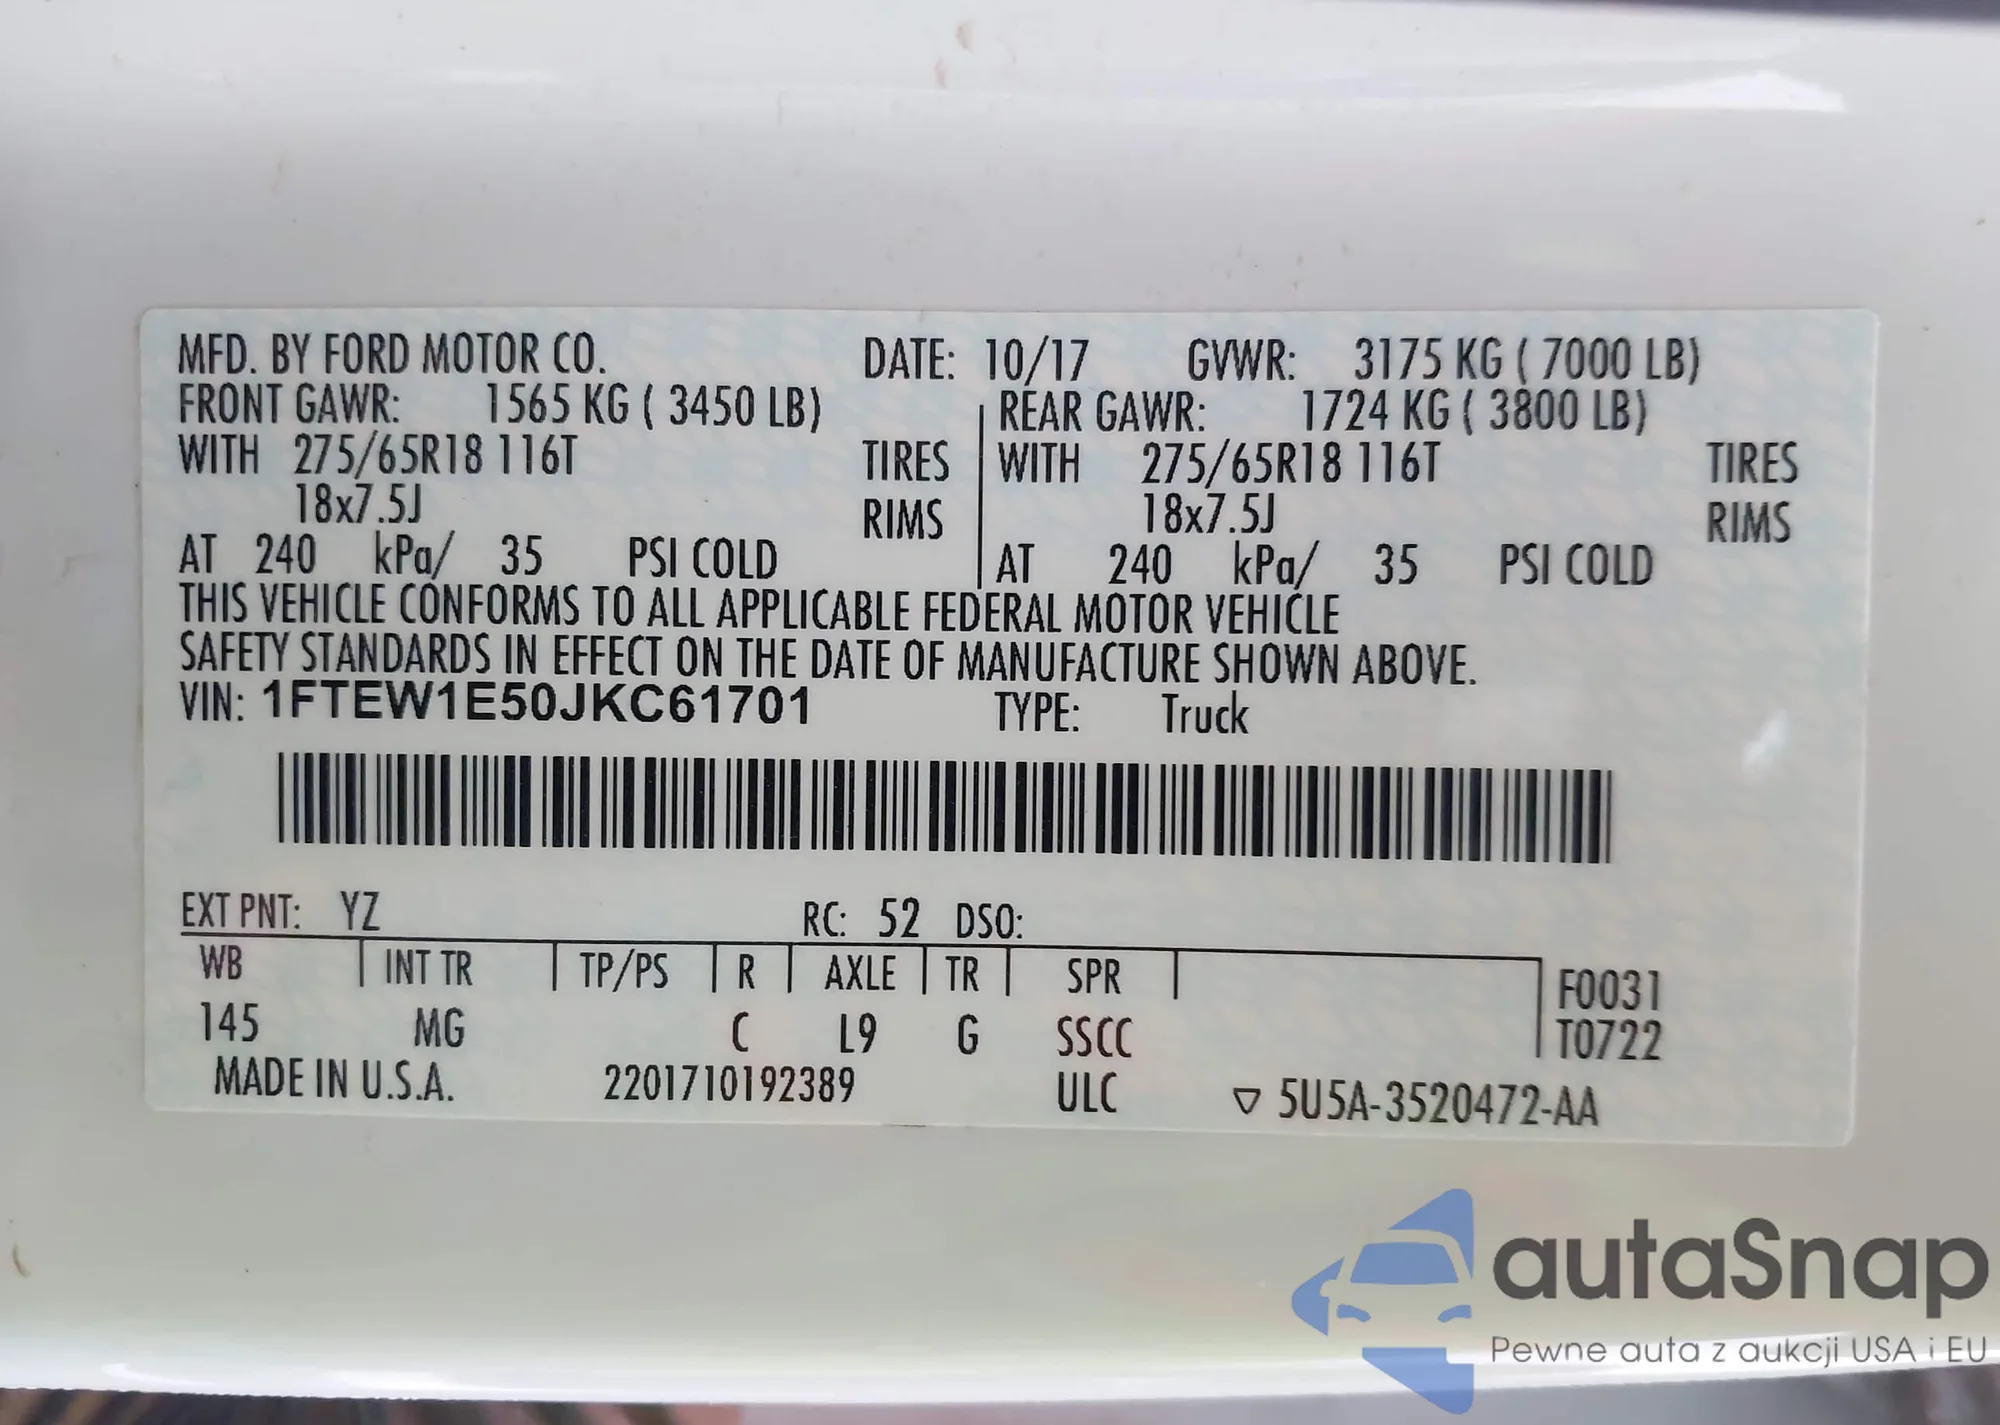 MFD. BY FORD MOTOR CO. DATE: 10/17 GVWR: 3175 KG ( 7000 LB)
FRONT GAWR: 1565 KG ( 3450 LB) REAR GAWR: 1724 KG ( 3800 LB)
WITH 275/65R18 116T TIRES WITH 275/65R18 116T TIRES
18x7.5J RIMS 18x7.5J RIMS
AT 240 kPa/ 35 PSI COLD AT 240 kPa/ 35 PSI COLD
THIS VEHICLE CONFORMS TO ALL APPLICABLE FEDERAL MOTOR VEHICLE
SAFETY STANDARDS IN EFFECT ON THE DATE OF MANUFACTURE SHOWN ABOVE.
VIN: 1FTEW1E50JKC61701 TYPE: Truck
EXT PNT: YZ RC: 52 DSO:
WB INT TR TP/PS R AXLE TR SPR F0031
145 MG C L9 G SSCC T0722
MADE IN U.S.A. 2201710192389 ULC ▽ 5U5A-3520472-AA
autaSnap
Pewne auta z aukcji USA i EU